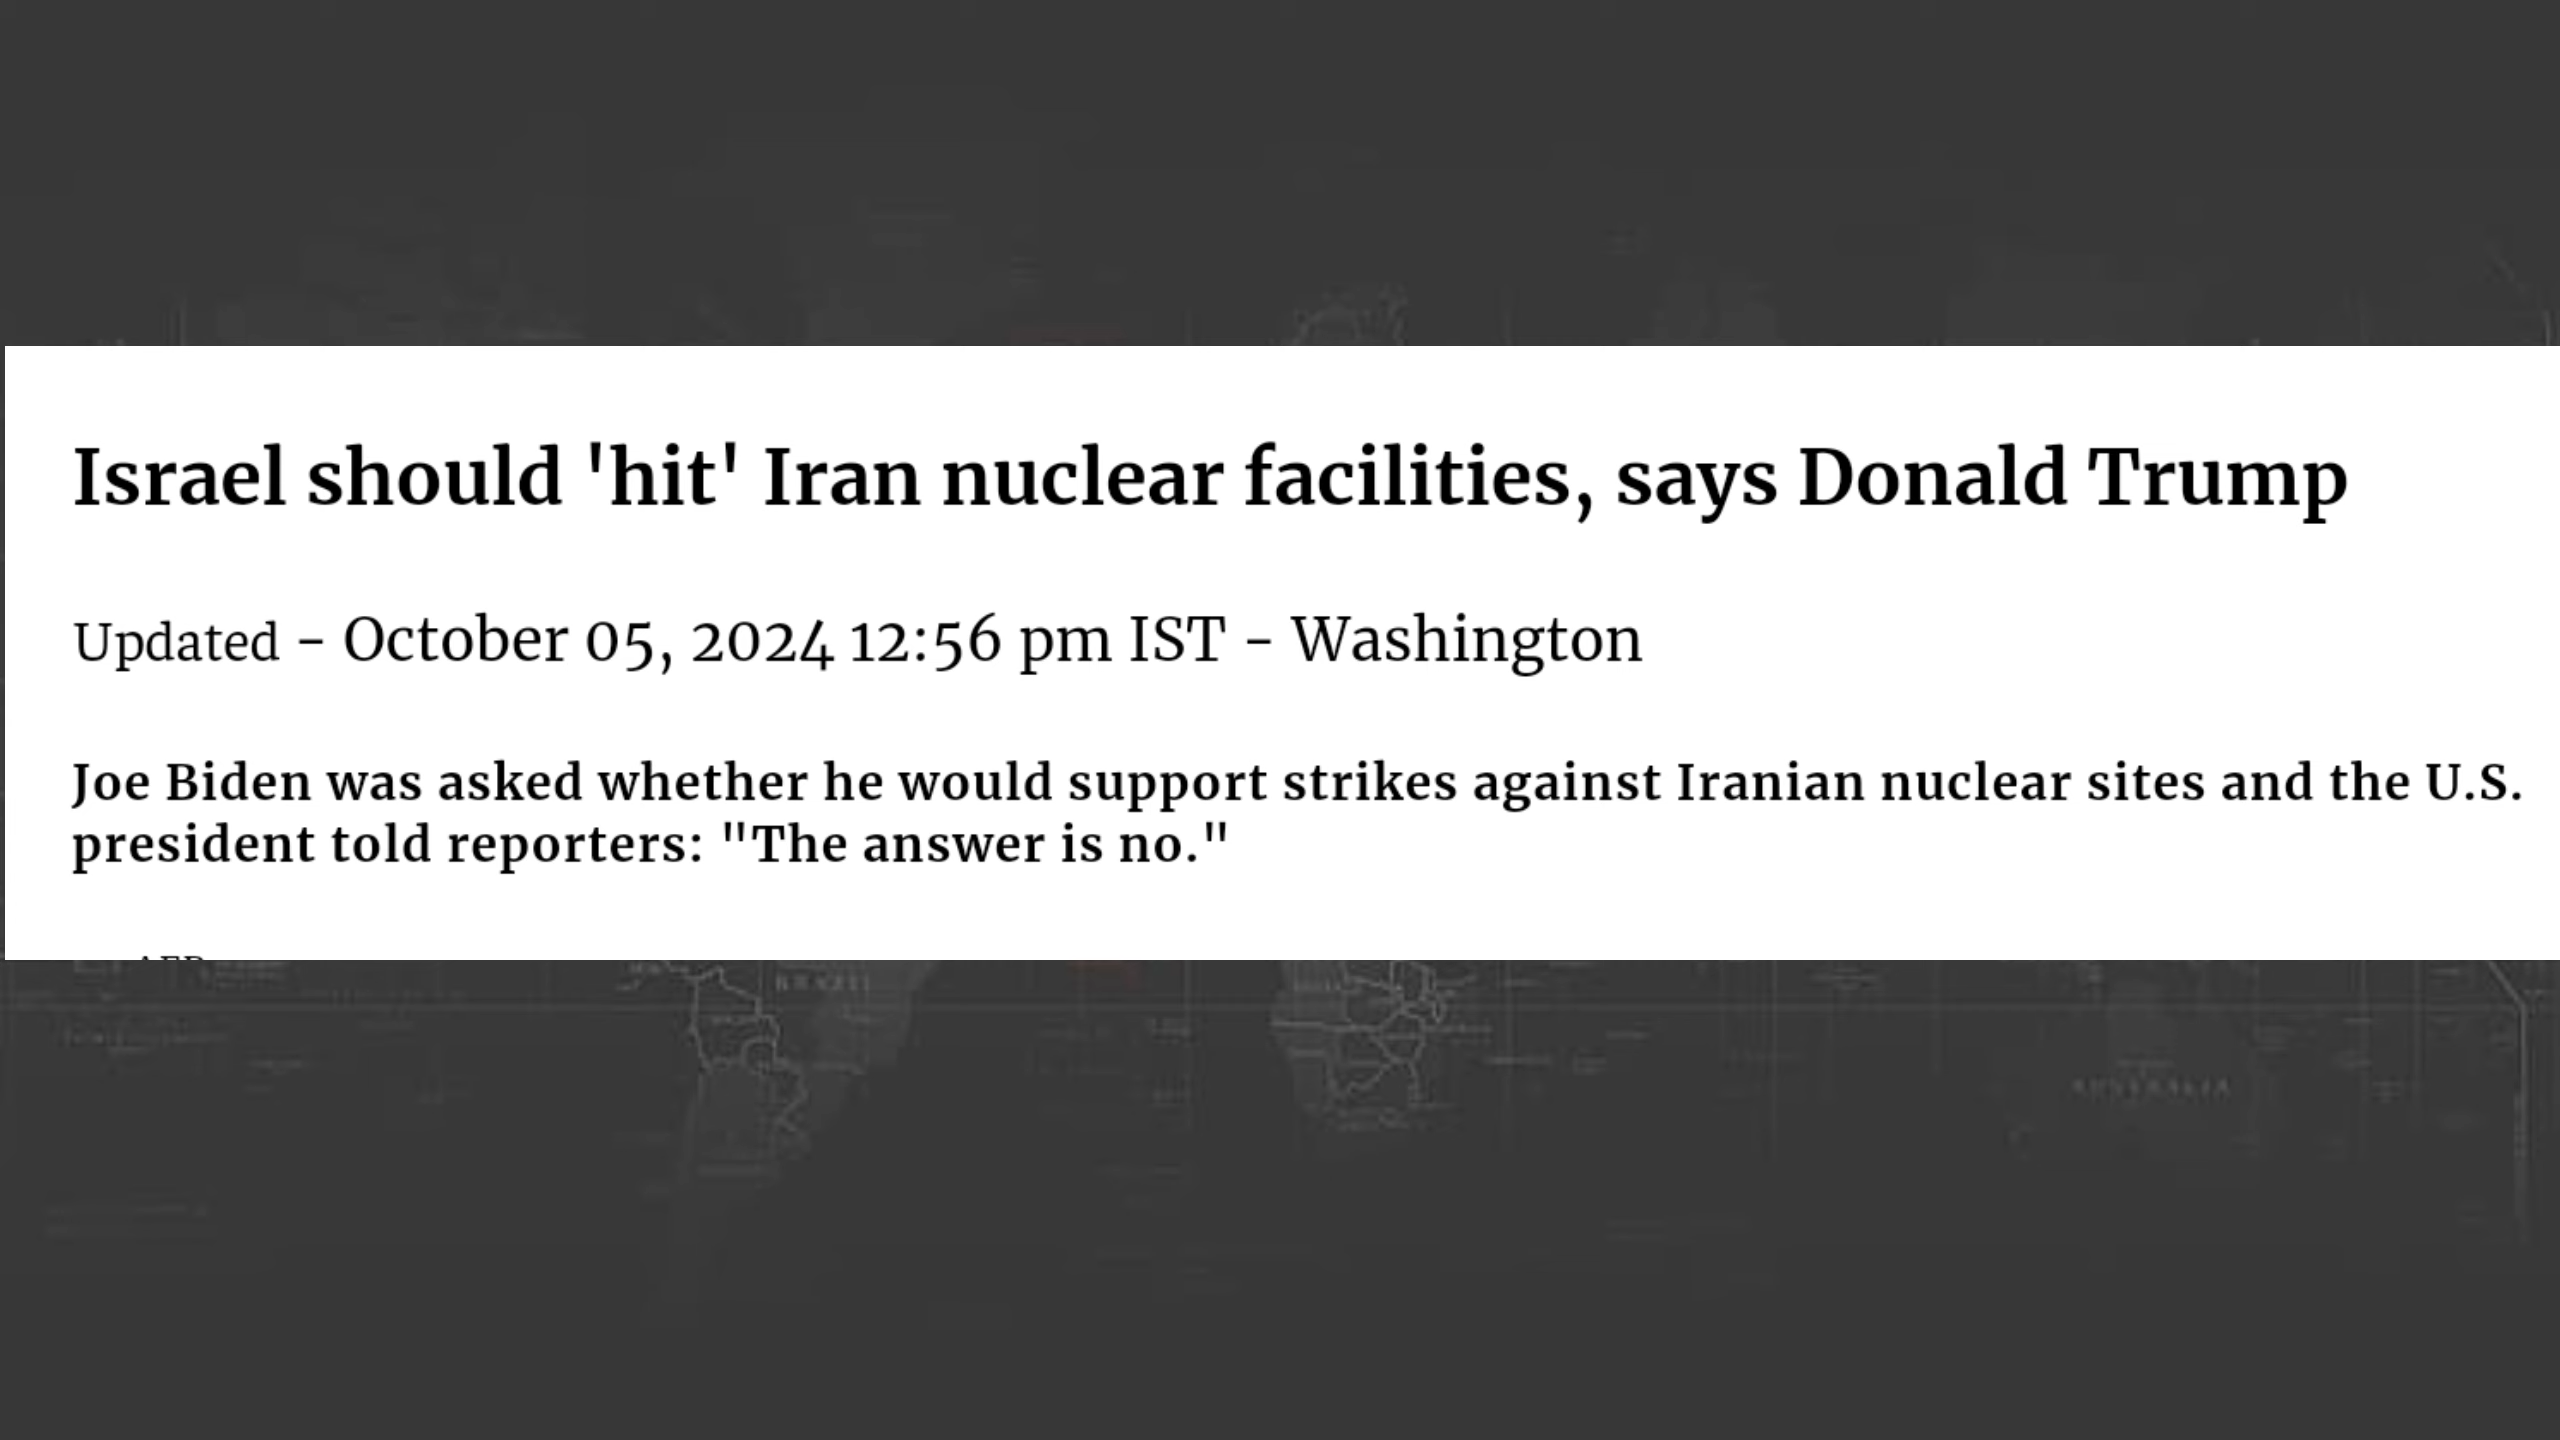 Israel should 'hit' Iran nuclear facilities, says Donald Trump
Updated - October 05, 2024 12:56 pm IST - Washington
Joe Biden was asked whether he would support strikes against Iranian nuclear sites and the U.S.
president told reporters: "The answer is no."
BRAZIL
AUSTRALIA